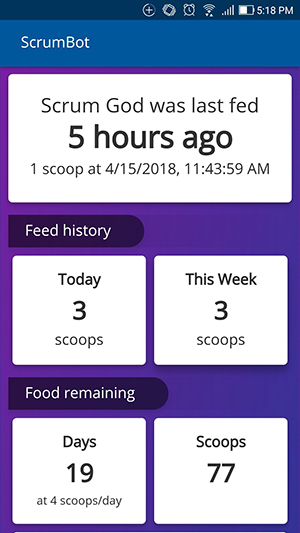 5:18 PM
ScrumBot
Scrum God was last fed
5 hours ago
1 scoop at 4/15/2018, 11:43:59 AM
Feed history
Today
3
scoops
This Week
3
scoops
Food remaining
Days
19
at 4 scoops/day
Scoops
77